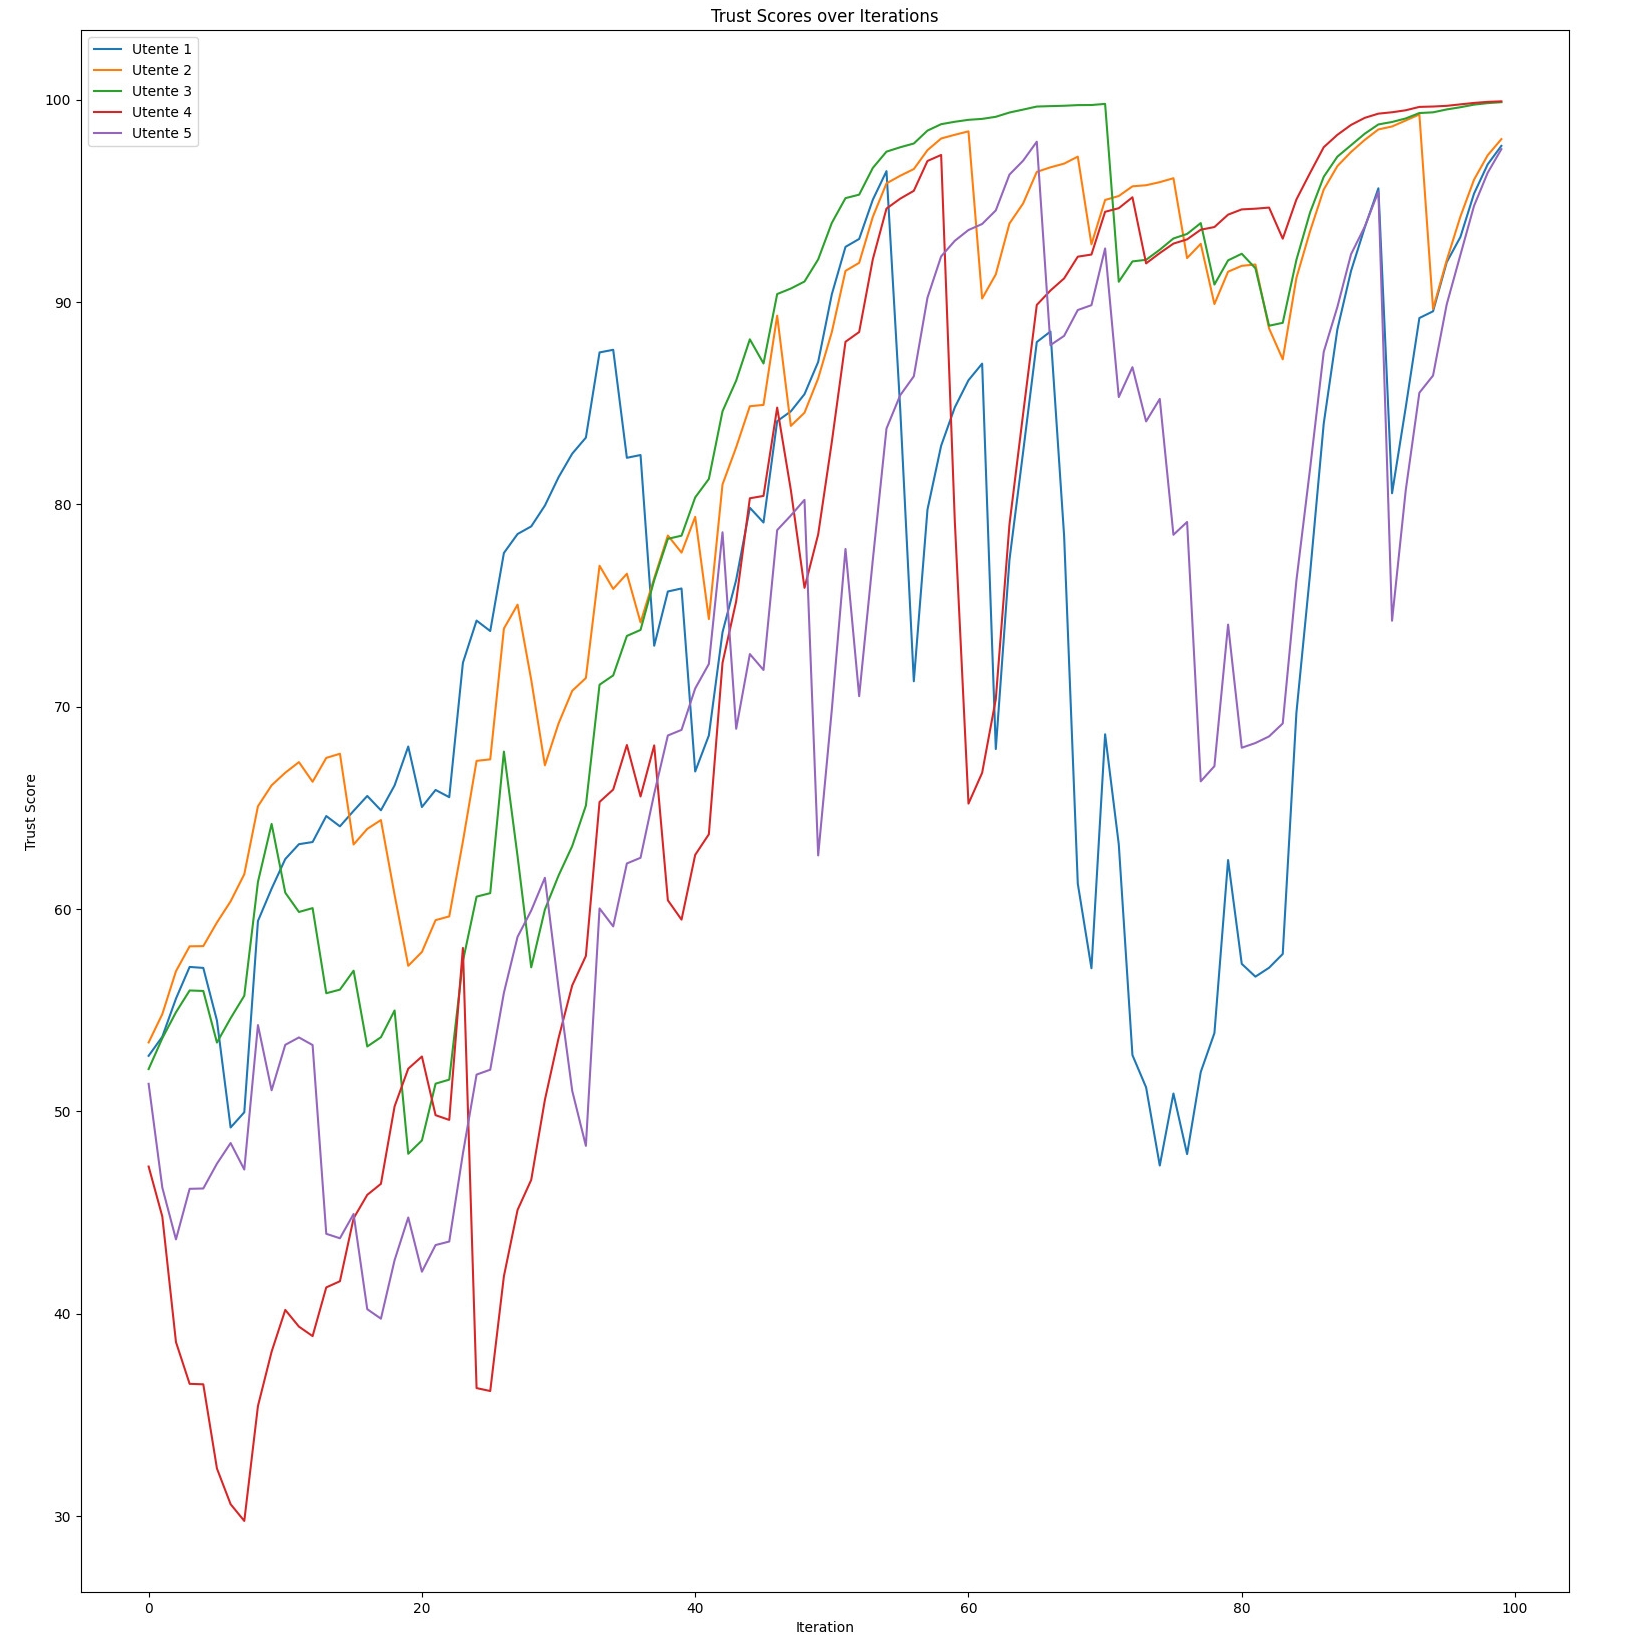 Trust Scores over Iterations
Utente 1
Utente 2
Utente 3
Utente 4
Utente 5
Trust Score
100
90
80
70
60
50
40
30
0 20 40 60 80 100
Iteration